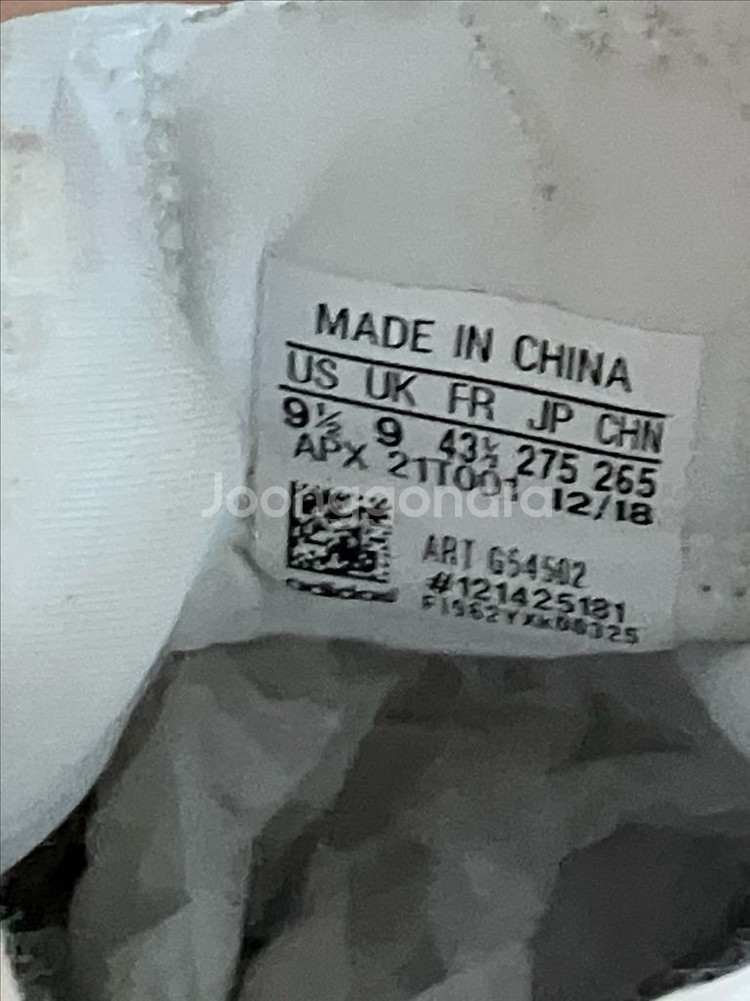 MADE IN CHINA
US UK FR JP CHN
9½ 9 43⅓ 275 265
APX 21T001 12/18
Joonggonara
ART G54502
#121425181
adidas